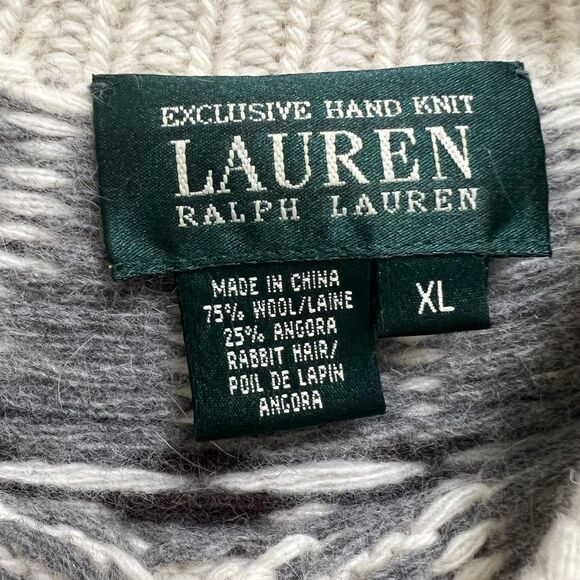 EXCLUSIVE HAND KNIT
LAUREN
RALPH LAUREN
MADE IN CHINA
75% WOOL/LAINE
25% ANGORA
RABBIT HAIR/
POIL DE LAPIN
ANGORA
XL